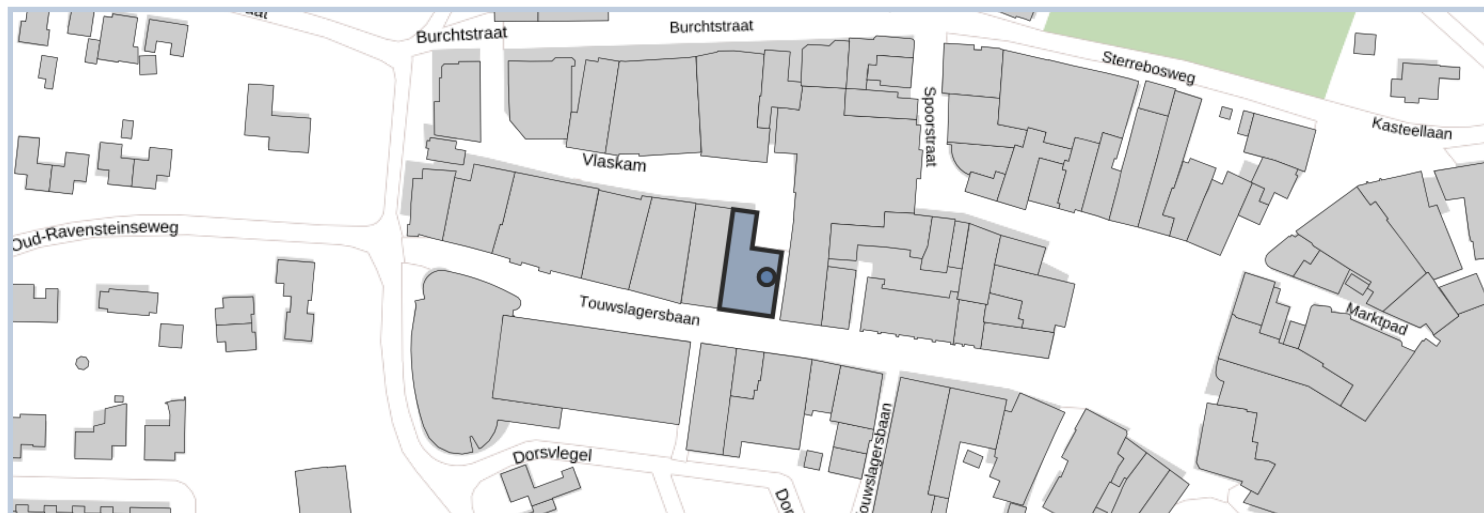 Burchtstraat
Burchtstraat
Sterrebosweg
Spoorstraat
Kasteellaan
Vlaskam
Oud-Ravensteinseweg
Touwslagersbaan
Marktpad
Touwslagersbaan
Dorsvlegel